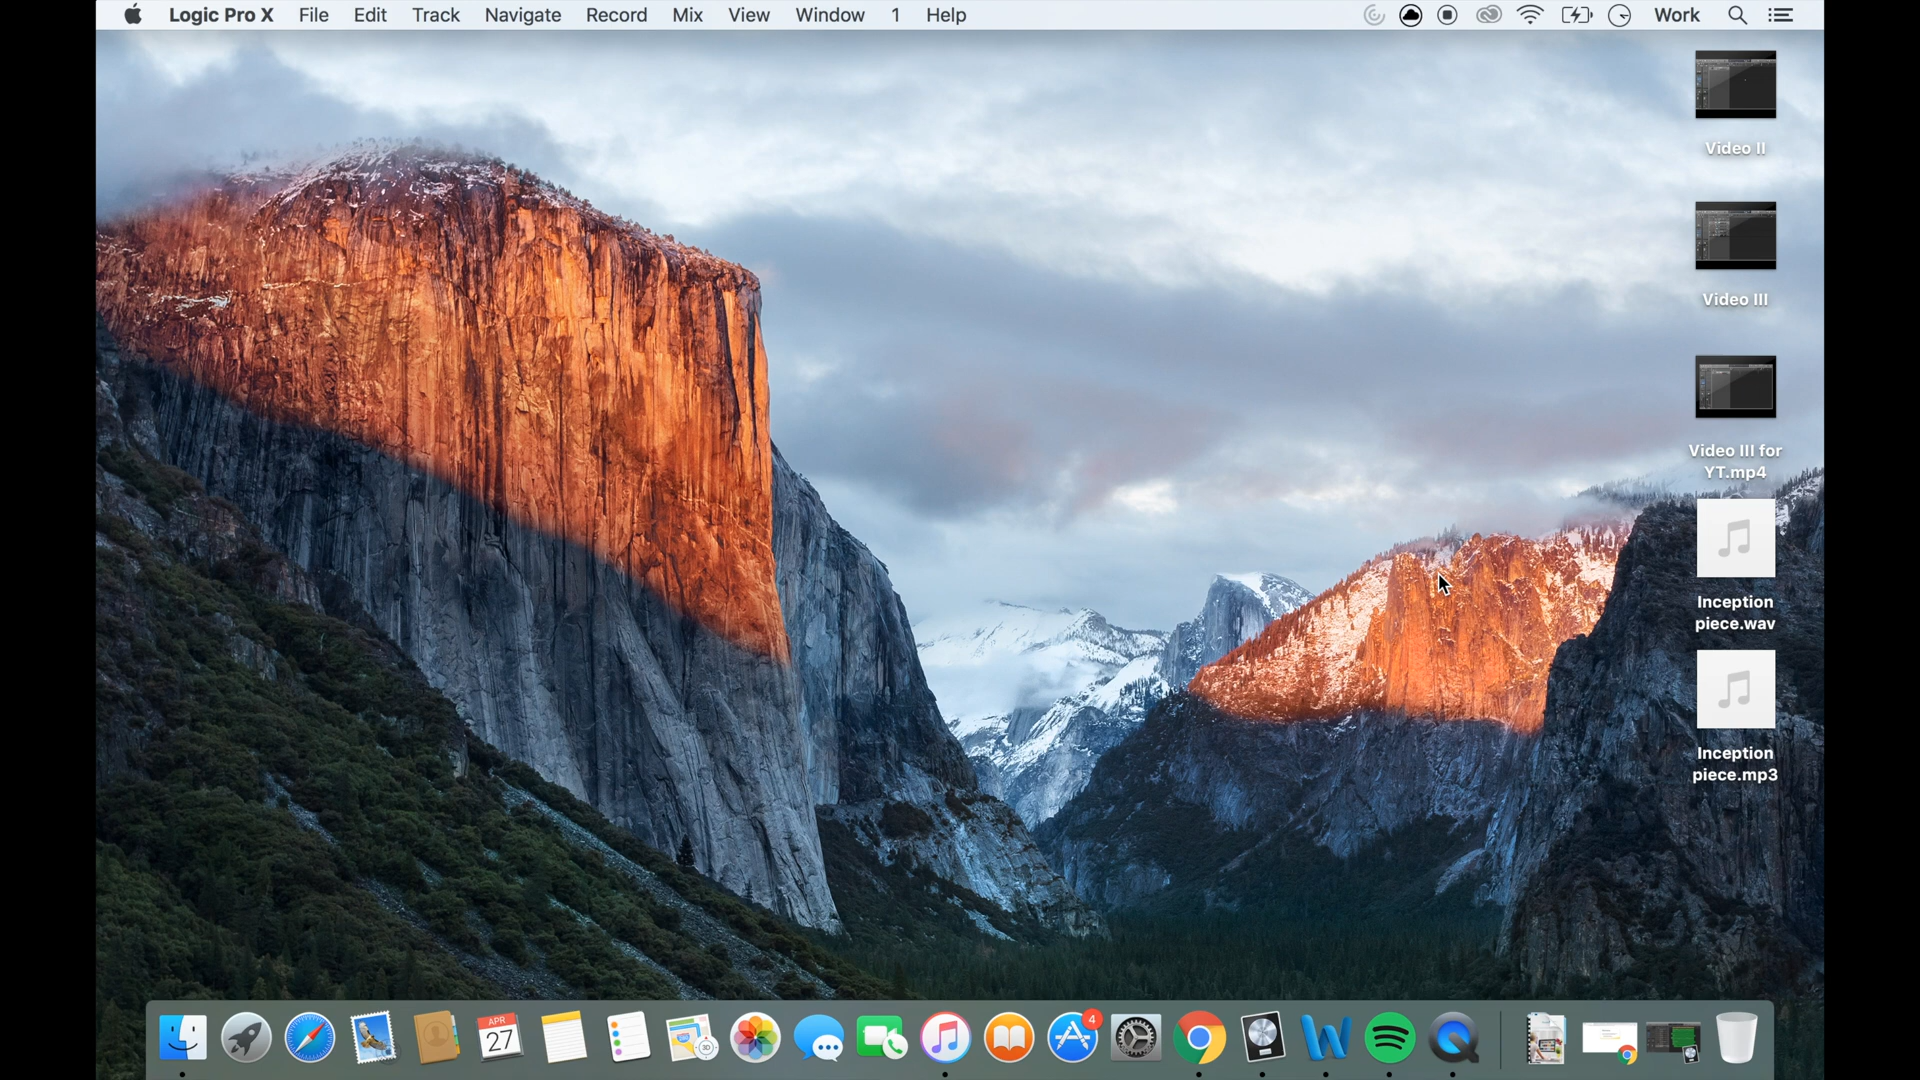 Logic Pro X File Edit Track Navigate Record Mix View Window 1 Help Work
Video II
Video III
Video III for
YT.mp4
Inception
piece.wav
Inception
piece.mp3
APR
27
3D
4